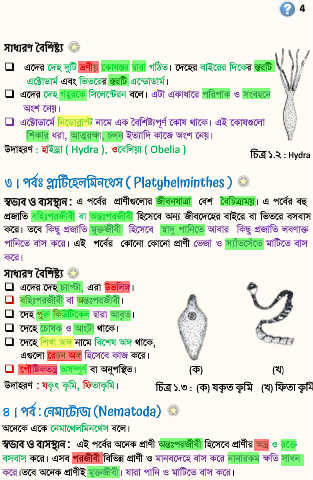 4
সাধারণ বৈশিষ্ট্য
এদের দেহ দুটি ভ্রূণীয় কোষস্তর দ্বারা গঠিত। দেহের বাইরের দিকের স্তরটি
এক্টোডার্ম এবং ভিতরের স্তরটি এন্ডোডার্ম।
এদের দেহ গহ্বরকে সিলেন্টেরন বলে। এটা একাধারে পরিপাক ও সংবহনে
অংশ নেয়।
এক্টোডার্মে নিডোব্লাস্ট নামে এক বৈশিষ্ট্যপূর্ণ কোষ থাকে। এই কোষগুলো
শিকার ধরা, আত্মরক্ষা, চলন ইত্যাদি কাজে অংশ নেয়।
উদাহরণ : হাইড্রা ( Hydra ), ওবেলিয়া ( Obelia )
চিত্র ১.২ : Hydra
৩ । পর্বঃ প্লাটিহেলমিনথেস ( Platyhelminthes )
স্বভাব ও বাসস্থান : এ পর্বের প্রাণীগুলোর জীবনযাত্রা বেশ বৈচিত্র্যময়। এ পর্বের বহু
প্রজাতি বহিঃপরজীবী বা অন্তঃপরজীবী হিসেবে অন্য জীবদেহের বাইরে বা ভিতরে বসবাস
করে। তবে কিছু প্রজাতি মুক্তজীবী হিসেবে স্বাদু পানিতে আবার কিছু প্রজাতি লবণাক্ত
পানিতে বাস করে। এই পর্বের কোনো কোনো প্রাণী ভেজা ও স্যাঁতসেঁতে মাটিতে বাস
করে।
সাধারণ বৈশিষ্ট্য
এদের দেহ চ্যাপ্টা, এরা উভলিঙ্গ।
বহিঃপরজীবী বা অন্তঃপরজীবী।
দেহ পুরু কিউটিকল দ্বারা আবৃত।
দেহে চোষক ও আংটা থাকে।
দেহে শিখা অঙ্গ নামে বিশেষ অঙ্গ থাকে,
এগুলো রেচন অঙ্গ হিসেবে কাজ করে।
পৌষ্টিকতন্ত্র অসম্পূর্ণ বা অনুপস্থিত।
উদাহরণ : যকৃৎ কৃমি, ফিতাকৃমি।
(ক) (খ)
চিত্র ১.৩ : (ক) যকৃত কৃমি (খ) ফিতা কৃমি
৪ । পর্ব : নেমাটোডা (Nematoda)
অনেকে একে নেমাথেলমিনথেস বলে।
স্বভাব ও বাসস্থান : এই পর্বের অনেক প্রাণী অন্তঃপরজীবী হিসেবে প্রাণীর অন্ত্র ও রক্তে
বসবাস করে। এসব পরজীবী বিভিন্ন প্রাণী ও মানবদেহে বাস করে নানারকম ক্ষতি সাধন
করে।তবে অনেক প্রাণীই মুক্তজীবী। যারা পানি ও মাটিতে বাস করে।